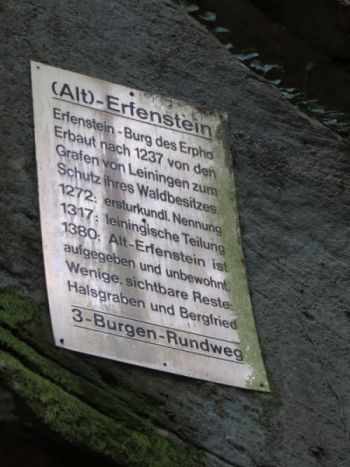 (Alt)-Erfenstein
Erfenstein-Burg des Erpho
Erbaut nach 1237 von den
Grafen von Leiningen zum
Schutz ihres Waldbesitzes
1272: ersturkundl. Nennung
1317: leiningische Teilung
1380: Alt-Erfenstein ist
aufgegeben und unbewohnt.
Wenige, sichtbare Reste:
Halsgraben und Bergfried
3-Burgen-Rundweg